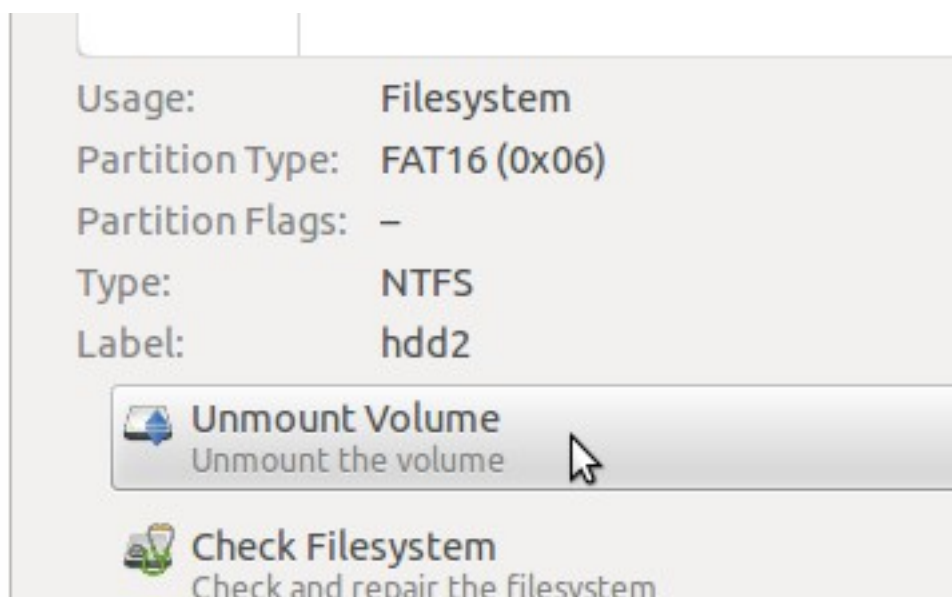 Usage: Filesystem
Partition Type: FAT16 (0x06)
Partition Flags: –
Type: NTFS
Label: hdd2
Unmount Volume
Unmount the volume
Check Filesystem
Check and repair the filesystem